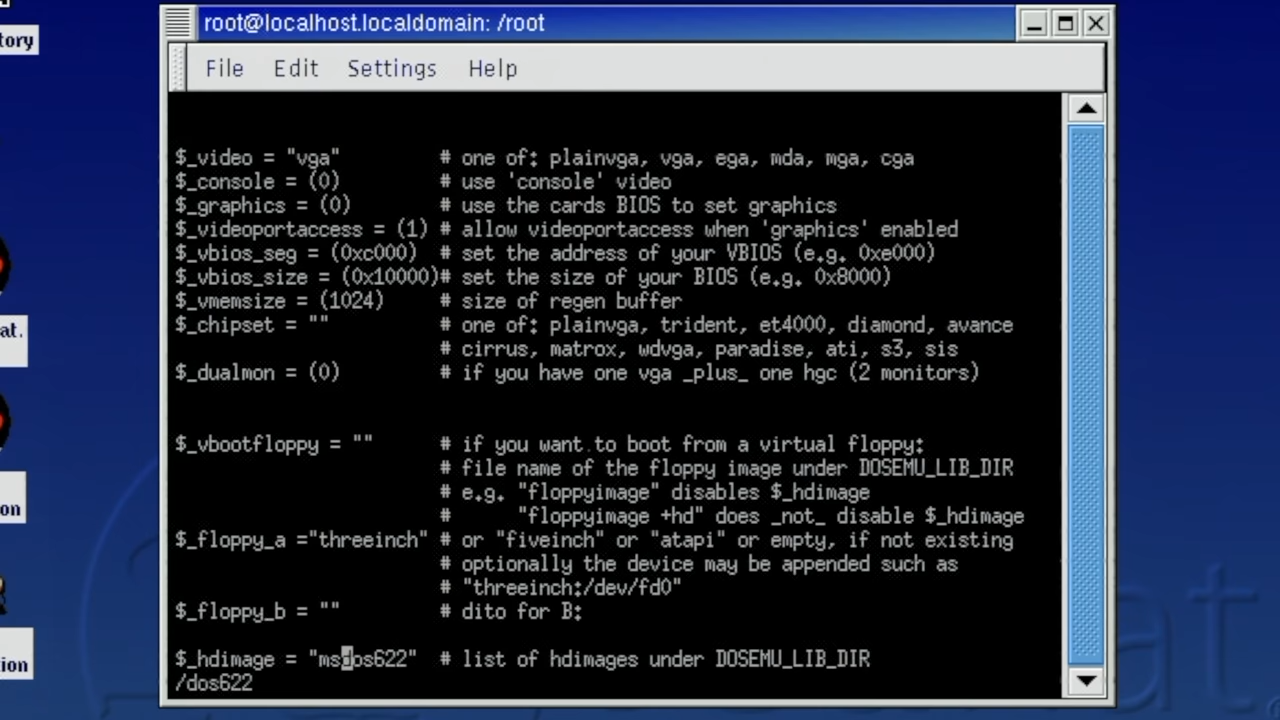 tory
root@localhost.localdomain: /root
File Edit Settings Help
$_video = "vga" # one of: plainvga, vga, ega, mda, mga, cga
$_console = (0) # use 'console' video
$_graphics = (0) # use the cards BIOS to set graphics
$_videoportaccess = (1) # allow videoportaccess when 'graphics' enabled
$_vbios_seg = (0xc000) # set the address of your VBIOS (e.g. 0xe000)
$_vbios_size = (0x10000)# set the size of your BIOS (e.g. 0x8000)
$_vmemsize = (1024) # size of regen buffer
$_chipset = "" # one of: plainvga, trident, et4000, diamond, avance
# cirrus, matrox, wdvga, paradise, ati, s3, sis
$_dualmon = (0) # if you have one vga _plus_ one hgc (2 monitors)
$_vbootfloppy = "" # if you want to boot from a virtual floppy:
# file name of the floppy image under DOSEMU_LIB_DIR
# e.g. "floppyimage" disables $_hdimage
# "floppyimage +hd" does _not_ disable $_hdimage
$_floppy_a ="threeinch" # or "fiveinch" or "atapi" or empty, if not existing
# optionally the device may be appended such as
# "threeinch:/dev/fd0"
$_floppy_b = "" # dito for B:
$_hdimage = "msdos622" # list of hdimages under DOSEMU_LIB_DIR
/dos622
at.
on
tion